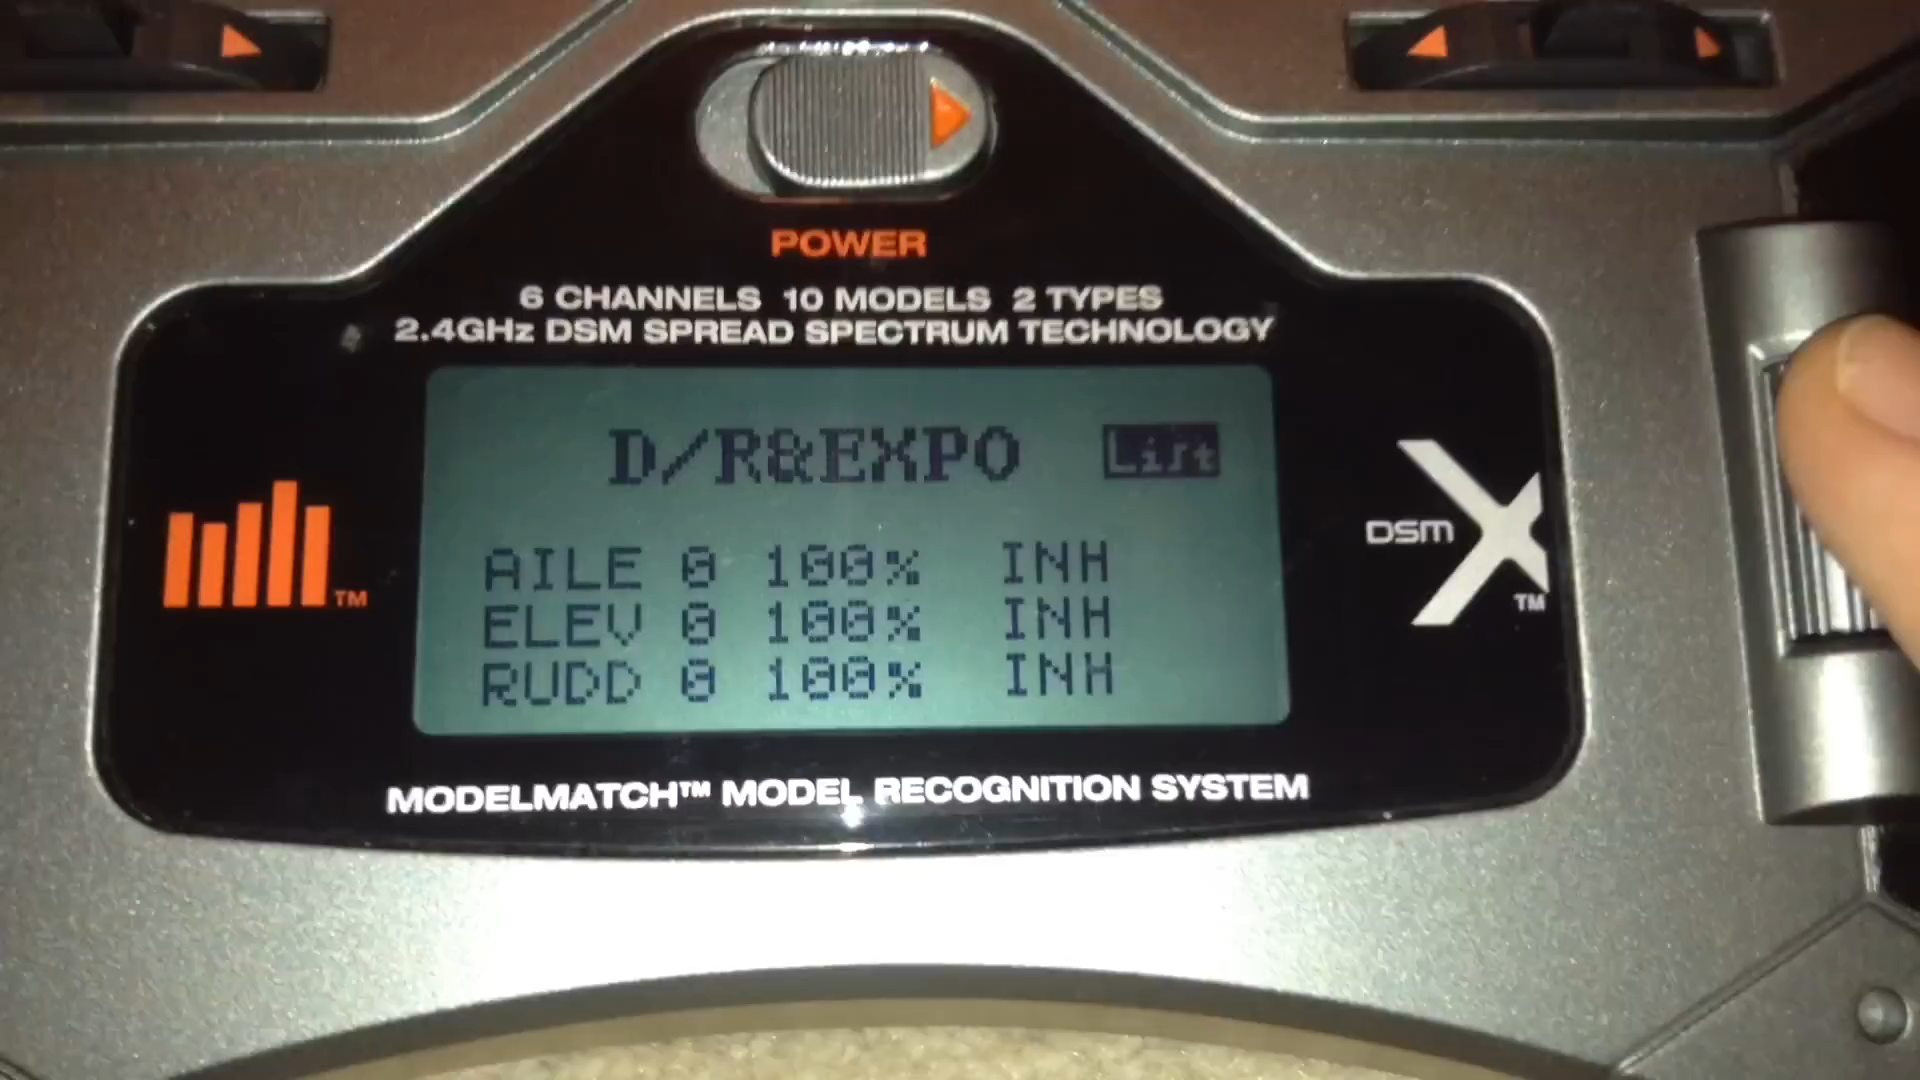 POWER
6 CHANNELS 10 MODELS 2 TYPES
2.4GHz DSM SPREAD SPECTRUM TECHNOLOGY
D/R&EXPO List
AILE 0 100% INH
ELEV 0 100% INH
RUDD 0 100% INH
TM
DSM X TM
MODELMATCH™ MODEL RECOGNITION SYSTEM